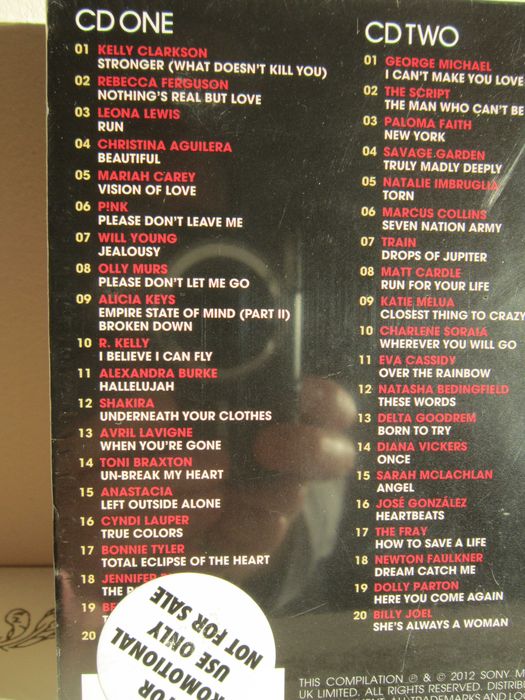 CD ONE
01 KELLY CLARKSON
STRONGER (WHAT DOESN'T KILL YOU)
02 REBECCA FERGUSON
NOTHING'S REAL BUT LOVE
03 LEONA LEWIS
RUN
04 CHRISTINA AGUILERA
BEAUTIFUL
05 MARIAH CAREY
VISION OF LOVE
06 P!NK
PLEASE DON'T LEAVE ME
07 WILL YOUNG
JEALOUSY
08 OLLY MURS
PLEASE DON'T LET ME GO
09 ALICIA KEYS
EMPIRE STATE OF MIND (PART II)
BROKEN DOWN
10 R. KELLY
I BELIEVE I CAN FLY
11 ALEXANDRA BURKE
HALLELUJAH
12 SHAKIRA
UNDERNEATH YOUR CLOTHES
13 AVRIL LAVIGNE
WHEN YOU'RE GONE
14 TONI BRAXTON
UN-BREAK MY HEART
15 ANASTACIA
LEFT OUTSIDE ALONE
16 CYNDI LAUPER
TRUE COLORS
17 BONNIE TYLER
TOTAL ECLIPSE OF THE HEART
18 JENNIFER
THE
19
20
FOR
PROMOTIONAL
USE ONLY
NOT FOR SALE
CD TWO
01 GEORGE MICHAEL
I CAN'T MAKE YOU LOVE
02 THE SCRIPT
THE MAN WHO CAN'T BE
03 PALOMA FAITH
NEW YORK
04 SAVAGE GARDEN
TRULY MADLY DEEPLY
05 NATALIE IMBRUGLIA
TORN
06 MARCUS COLLINS
SEVEN NATION ARMY
07 TRAIN
DROPS OF JUPITER
08 MATT CARDLE
RUN FOR YOUR LIFE
09 KATIE MELUA
CLOSEST THING TO CRAZY
10 CHARLENE SORAIA
WHEREVER YOU WILL GO
11 EVA CASSIDY
OVER THE RAINBOW
12 NATASHA BEDINGFIELD
THESE WORDS
13 DELTA GOODREM
BORN TO TRY
14 DIANA VICKERS
ONCE
15 SARAH MCLACHLAN
ANGEL
16 JOSÉ GONZÁLEZ
HEARTBEATS
17 THE FRAY
HOW TO SAVE A LIFE
18 NEWTON FAULKNER
DREAM CATCH ME
19 DOLLY PARTON
HERE YOU COME AGAIN
20 BILLY JOEL
SHE'S ALWAYS A WOMAN
THIS COMPILATION ℗ & © 2012 SONY
UK LIMITED. ALL RIGHTS RESERVED.